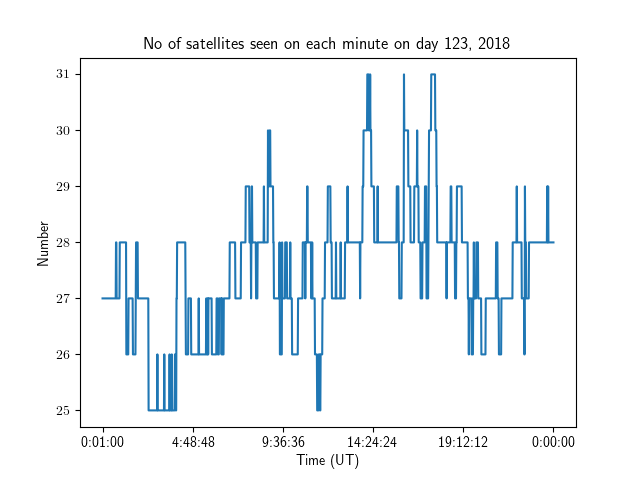 No of satellites seen on each minute on day 123, 2018
31
30
29
28
27
26
25
Number
0:01:00 4:48:48 9:36:36 14:24:24 19:12:12 0:00:00
Time (UT)